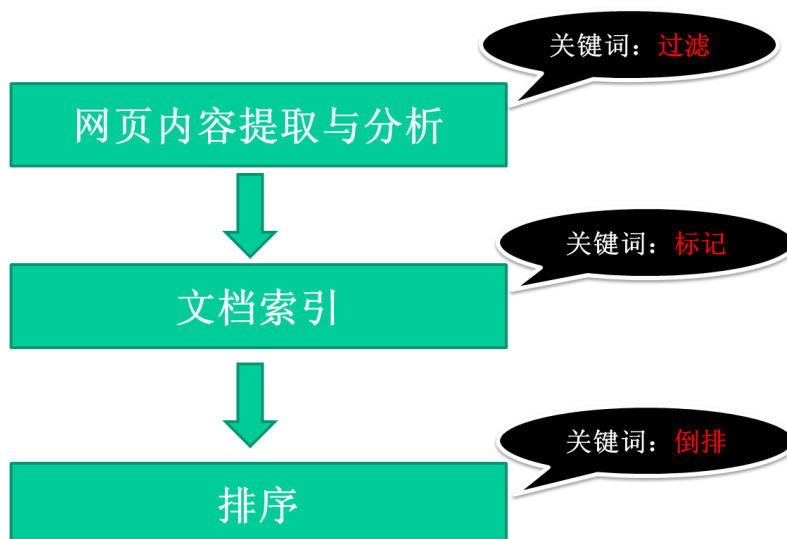 关键词：过滤
网页内容提取与分析
关键词：标记
文档索引
关键词：倒排
排序